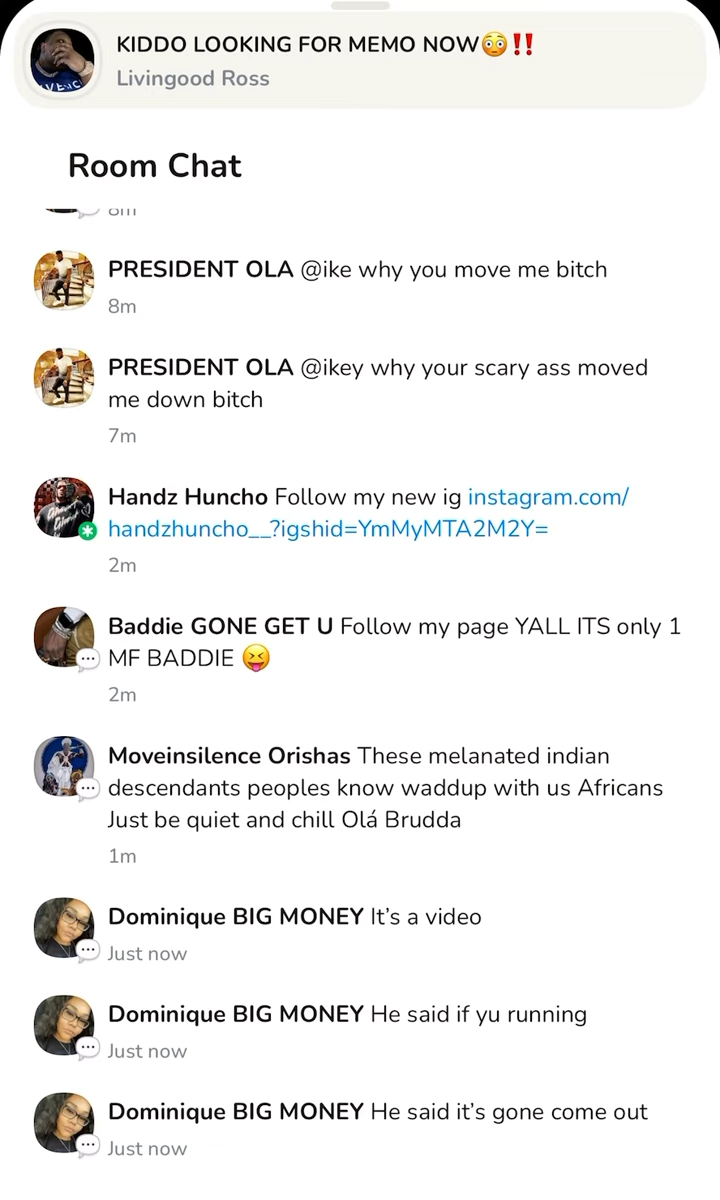 KIDDO LOOKING FOR MEMO NOW😳‼️
Livingood Ross
Room Chat
8m
PRESIDENT OLA @ike why you move me bitch
8m
PRESIDENT OLA @ikey why your scary ass moved
me down bitch
7m
Handz Huncho Follow my new ig instagram.com/
handzhuncho__?igshid=YmMyMTA2M2Y=
2m
Baddie GONE GET U Follow my page YALL ITS only 1
MF BADDIE 😝
2m
Moveinsilence Orishas These melanated indian
descendants peoples know waddup with us Africans
Just be quiet and chill Olá Brudda
1m
Dominique BIG MONEY It’s a video
Just now
Dominique BIG MONEY He said if yu running
Just now
Dominique BIG MONEY He said it’s gone come out
Just now